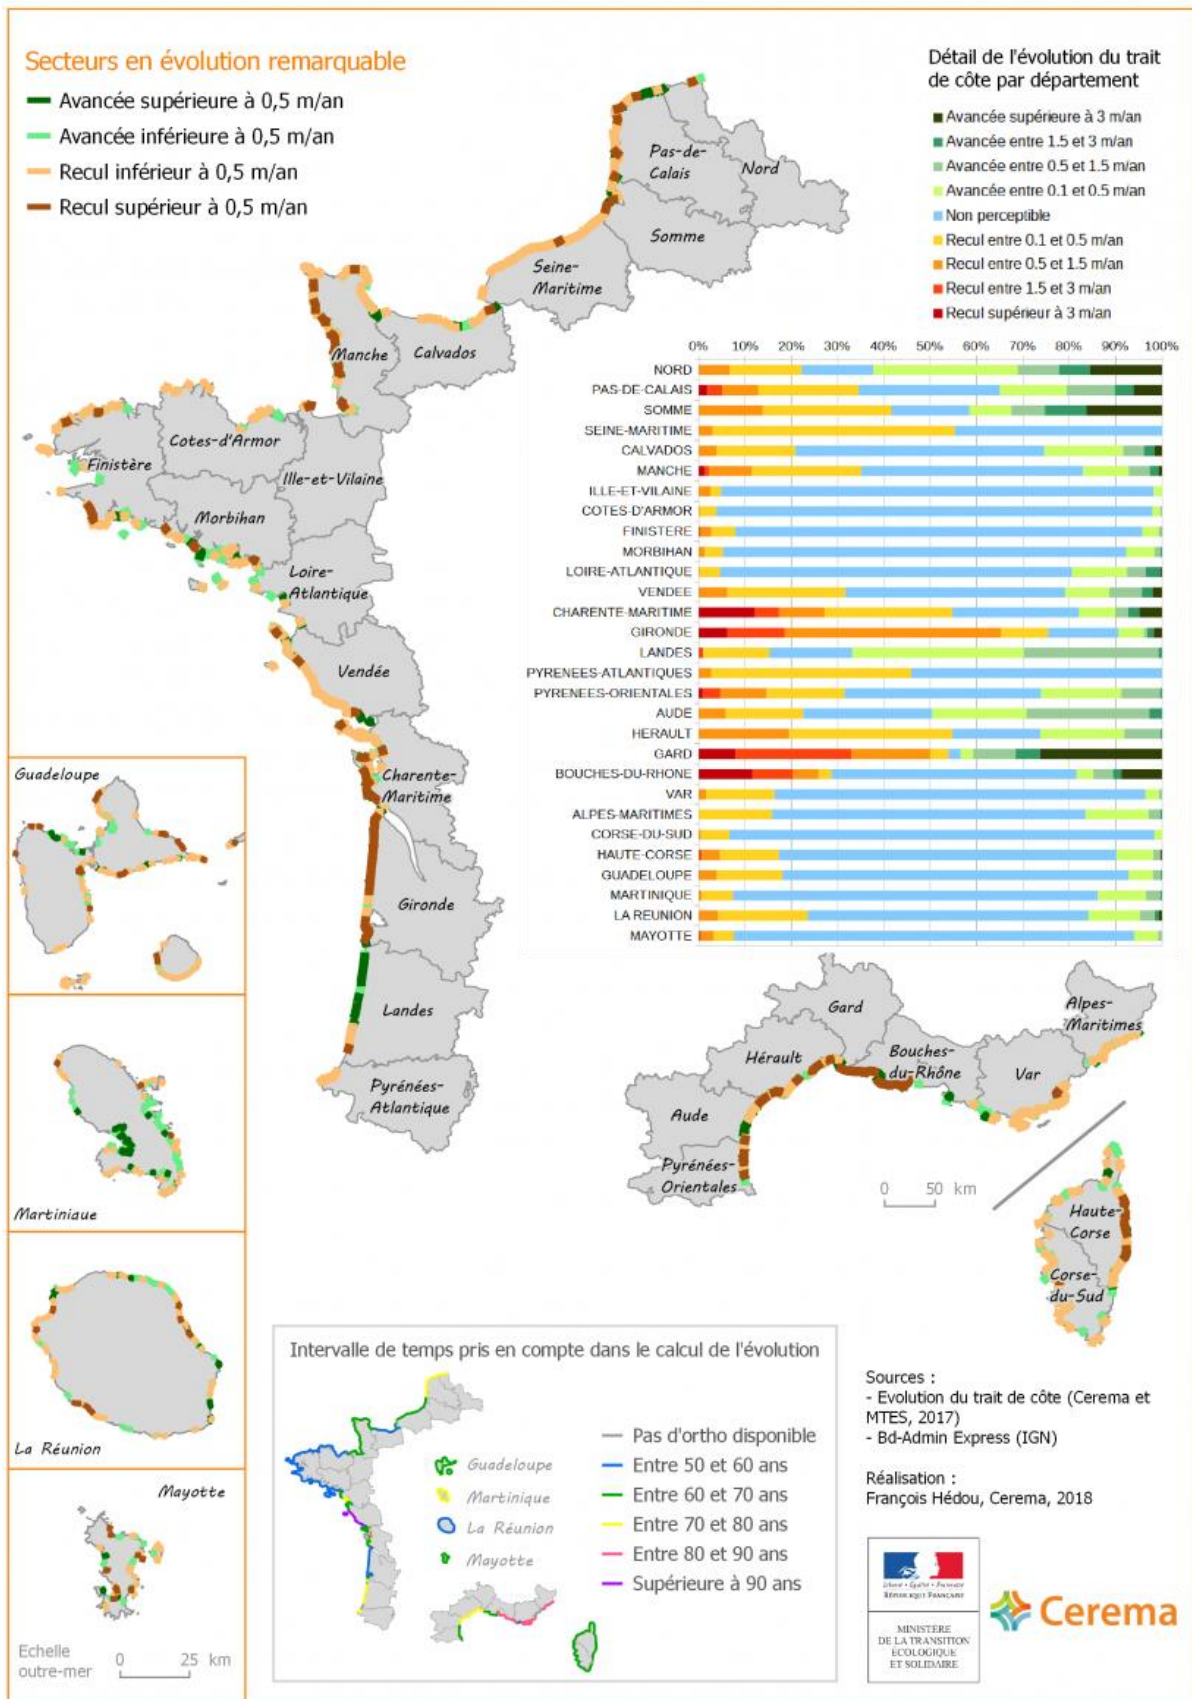 Secteurs en évolution remarquable
Avancée supérieure à 0,5 m/an
Avancée inférieure à 0,5 m/an
Recul inférieur à 0,5 m/an
Recul supérieur à 0,5 m/an
Détail de l'évolution du trait
de côte par département
Avancée supérieure à 3 m/an
Avancée entre 1.5 et 3 m/an
Avancée entre 0.5 et 1.5 m/an
Avancée entre 0.1 et 0.5 m/an
Non perceptible
Recul entre 0.1 et 0.5 m/an
Recul entre 0.5 et 1.5 m/an
Recul entre 1.5 et 3 m/an
Recul supérieur à 3 m/an
Pas-de-
Calais
Nord
Somme
Seine-
Maritime
Manche
Calvados
Cotes-d'Armor
Finistère
Ille-et-Vilaine
Morbihan
Loire-
Atlantique
Vendée
Charente-
Maritime
Gironde
Landes
Pyrénées-
Atlantique
0% 10% 20% 30% 40% 50% 60% 70% 80% 90% 100%
NORD
PAS-DE-CALAIS
SOMME
SEINE-MARITIME
CALVADOS
MANCHE
ILLE-ET-VILAINE
COTES-D'ARMOR
FINISTERE
MORBIHAN
LOIRE-ATLANTIQUE
VENDEE
CHARENTE-MARITIME
GIRONDE
LANDES
PYRENEES-ATLANTIQUES
PYRENEES-ORIENTALES
AUDE
HERAULT
GARD
BOUCHES-DU-RHONE
VAR
ALPES-MARITIMES
CORSE-DU-SUD
HAUTE-CORSE
GUADELOUPE
MARTINIQUE
LA REUNION
MAYOTTE
Guadeloupe
Martinique
La Réunion
Mayotte
Echelle
outre-mer
0 25 km
Gard
Alpes-
Maritimes
Hérault
Bouches-
du-Rhône
Var
Aude
Pyrénées-
Orientales
0 50 km
Haute-
Corse
Corse-
du-Sud
Intervalle de temps pris en compte dans le calcul de l'évolution
Guadeloupe
Martinique
La Réunion
Mayotte
Pas d'ortho disponible
Entre 50 et 60 ans
Entre 60 et 70 ans
Entre 70 et 80 ans
Entre 80 et 90 ans
Supérieure à 90 ans
Sources :
- Evolution du trait de côte (Cerema et
MTES, 2017)
- Bd-Admin Express (IGN)
Réalisation :
François Hédou, Cerema, 2018
Liberté • Égalité • Fraternité
RÉPUBLIQUE FRANÇAISE
MINISTÈRE
DE LA TRANSITION
ÉCOLOGIQUE
ET SOLIDAIRE
Cerema